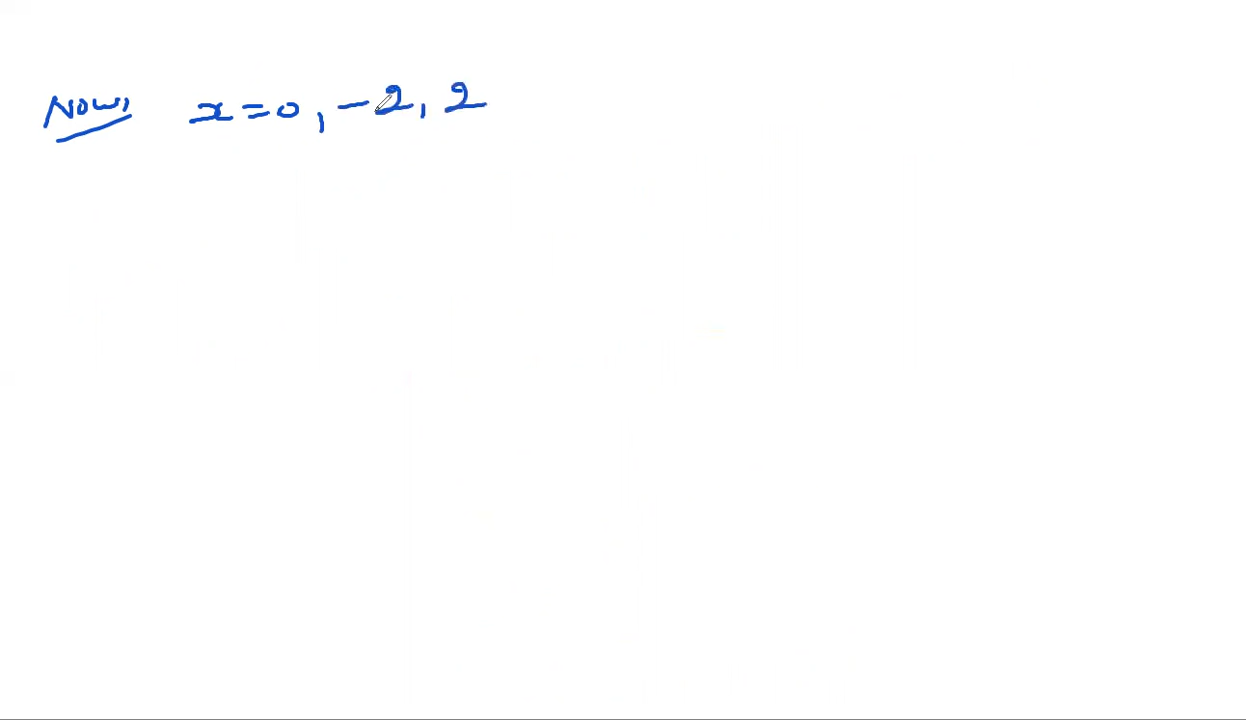 Now, x = 0, -2, 2